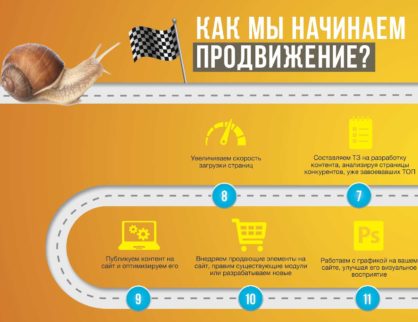 КАК МЫ НАЧИНАЕМ
ПРОДВИЖЕНИЕ?
Увеличиваем скорость
загрузки страниц
8
Составляем ТЗ на разработку
контента, анализируя страницы
конкурентов, уже завоевавших ТОП
7
Публикуем контент на
сайт и оптимизируем его
9
Внедряем продающие элементы на
сайт, правим существующие модули
или разрабатываем новые
10
Ps
Работаем с графикой на вашем
сайте, улучшая его визуальное
восприятие
11